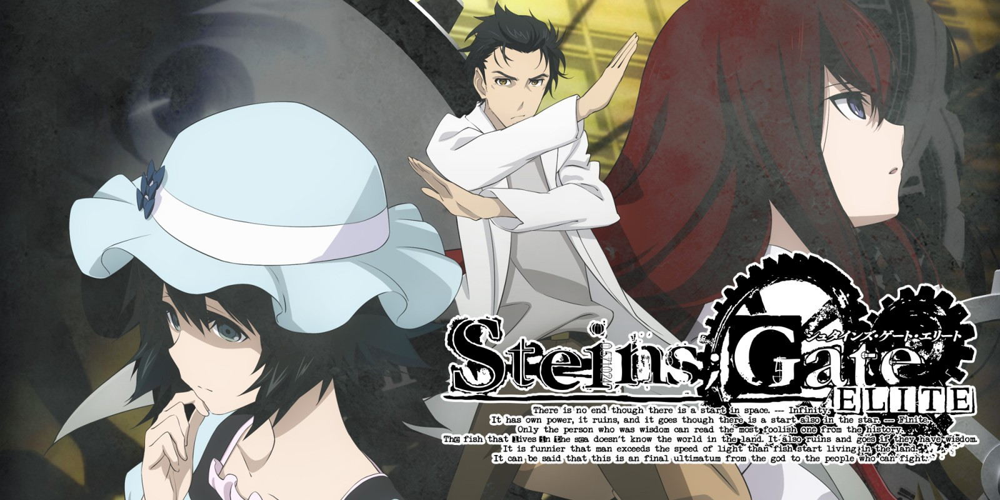 Steins;Gate
0.571024
シュタインズ・ゲート・エリート
ELITE
There is no end though there is a start in space. --- Infinity.
It has own power, it ruins, and it goes though there is a start also in the star. --- Finite.
Only the person who was wisdom can read the most foolish one from the history.
The fish that lives in the sea doesn't know the world in the land. It also ruins and goes if they have wisdom.
It is funnier that man exceeds the speed of light than fish start living in the land.
It can be said that this is an final ultimatum from the god to the people who can fight.